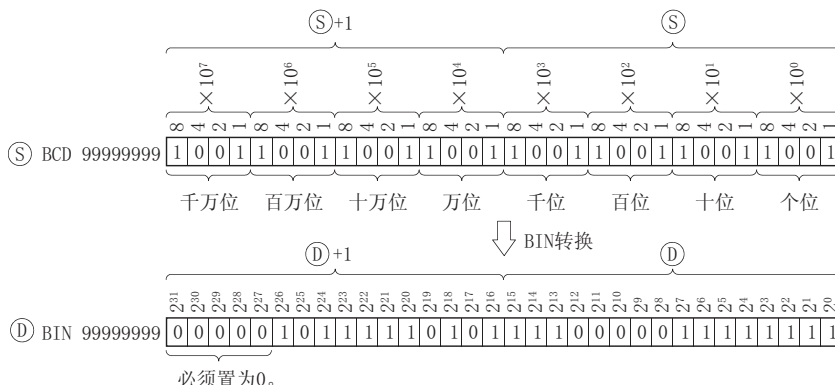 Ⓢ+1 Ⓢ
×10⁷ ×10⁶ ×10⁵ ×10⁴ ×10³ ×10² ×10¹ ×10⁰
8 4 2 1 8 4 2 1 8 4 2 1 8 4 2 1 8 4 2 1 8 4 2 1 8 4 2 1 8 4 2 1
Ⓢ BCD 99999999 1 0 0 1 1 0 0 1 1 0 0 1 1 0 0 1 1 0 0 1 1 0 0 1 1 0 0 1 1 0 0 1
千万位 百万位 十万位 万位 千位 百位 十位 个位
BIN转换
Ⓓ+1 Ⓓ
2³¹ 2³⁰ 2²⁹ 2²⁸ 2²⁷ 2²⁶ 2²⁵ 2²⁴ 2²³ 2²² 2²¹ 2²⁰ 2¹⁹ 2¹⁸ 2¹⁷ 2¹⁶ 2¹⁵ 2¹⁴ 2¹³ 2¹² 2¹¹ 2¹⁰ 2⁹ 2⁸ 2⁷ 2⁶ 2⁵ 2⁴ 2³ 2² 2¹ 2⁰
Ⓓ BIN 99999999 0 0 0 0 0 1 0 1 1 1 1 1 0 1 0 1 1 1 1 0 0 0 0 0 1 1 1 1 1 1 1 1
必须置为0。